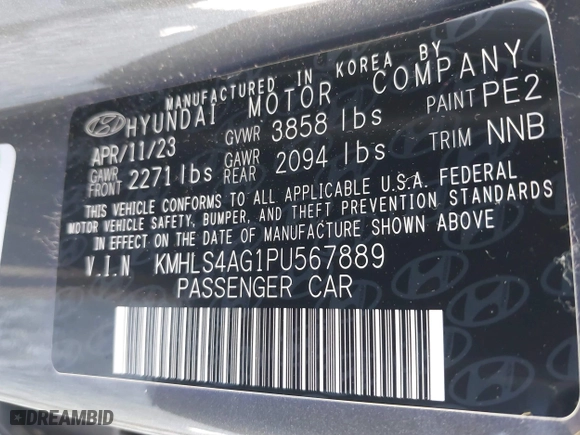 MANUFACTURED IN KOREA BY
HYUNDAI MOTOR COMPANY
APR/11/23 GVWR 3858 lbs PAINT PE2
GAWR FRONT 2271 lbs GAWR REAR 2094 lbs TRIM NNB
THIS VEHICLE CONFORMS TO ALL APPLICABLE U.S.A. FEDERAL
MOTOR VEHICLE SAFETY, BUMPER, AND THEFT PREVENTION STANDARDS
IN EFFECT ON THE DATE OF MANUFACTURE SHOWN ABOVE
V.I.N KMHLS4AG1PU567889
PASSENGER CAR
DREAMBID